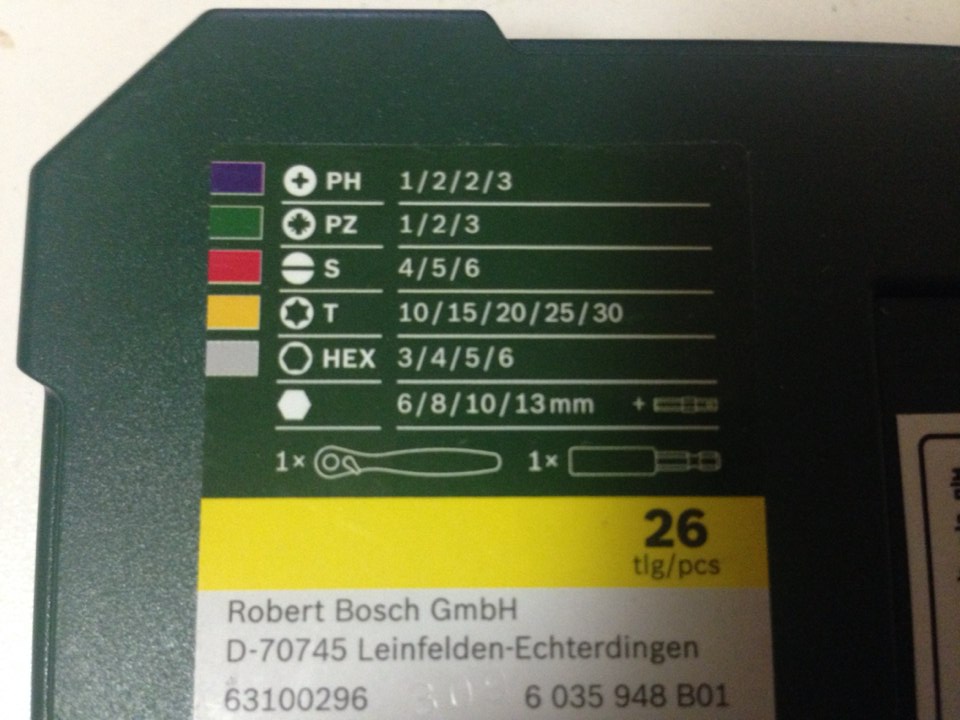 PH 1/2/2/3
PZ 1/2/3
S 4/5/6
T 10/15/20/25/30
HEX 3/4/5/6
6/8/10/13mm +
1× 1×
26
tlg/pcs
Robert Bosch GmbH
D-70745 Leinfelden-Echterdingen
63100296 6 035 948 B01